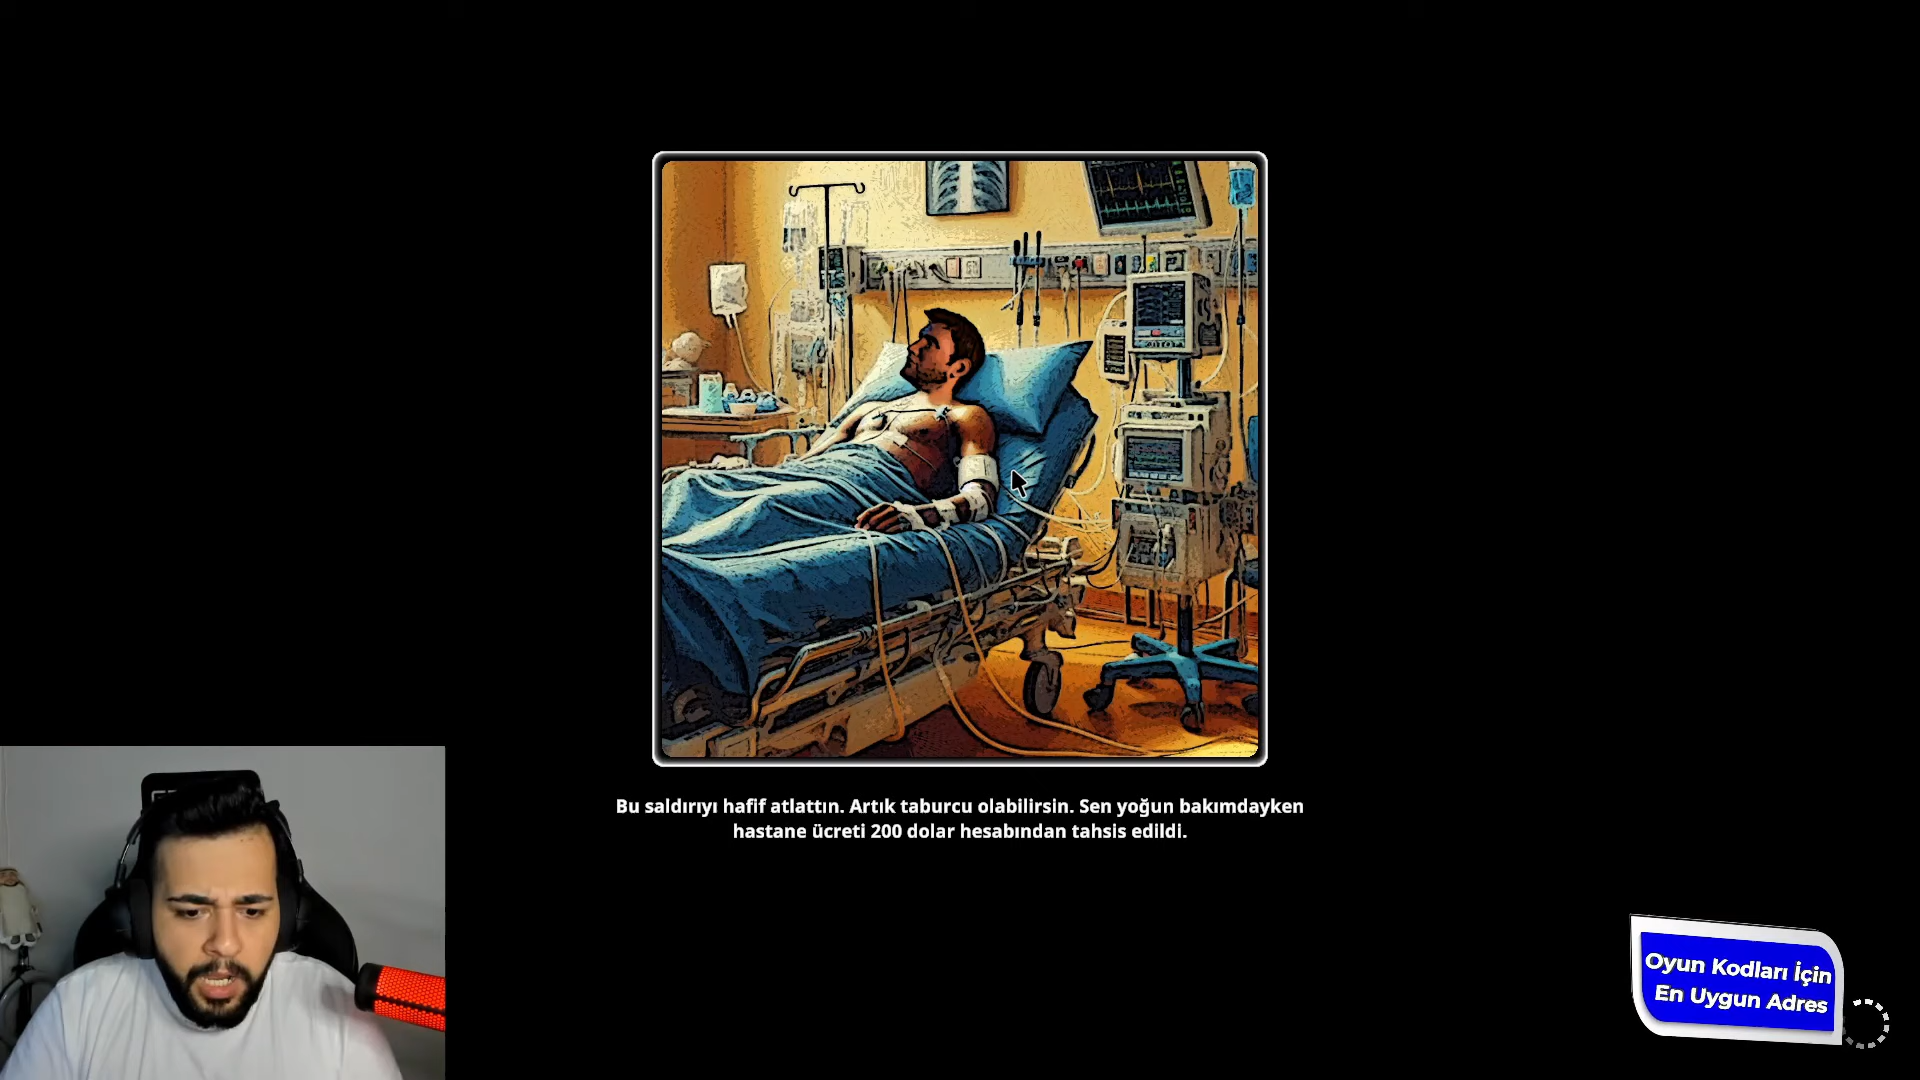 Bu saldırıyı hafif atlattın. Artık taburcu olabilirsin. Sen yoğun bakımdayken
hastane ücreti 200 dolar hesabından tahsis edildi.
Oyun Kodları İçin
En Uygun Adres